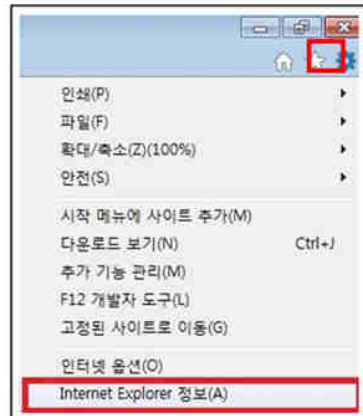 인쇄(P)
파일(F)
확대/축소(Z)(100%)
안전(S)
시작 메뉴에 사이트 추가(M)
다운로드 보기(N) Ctrl+J
추가 기능 관리(M)
F12 개발자 도구(L)
고정된 사이트로 이동(G)
인터넷 옵션(O)
Internet Explorer 정보(A)